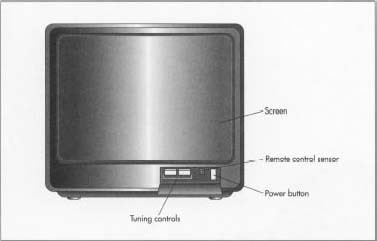 Screen
Remote control sensor
Power button
Tuning controls